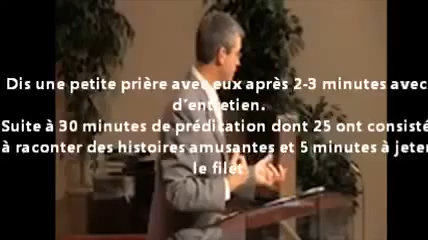 Dis une petite prière avec eux après 2-3 minutes avec
d'entretien.
Suite à 30 minutes de prédication dont 25 ont consisté
à raconter des histoires amusantes et 5 minutes à jeter
le filet